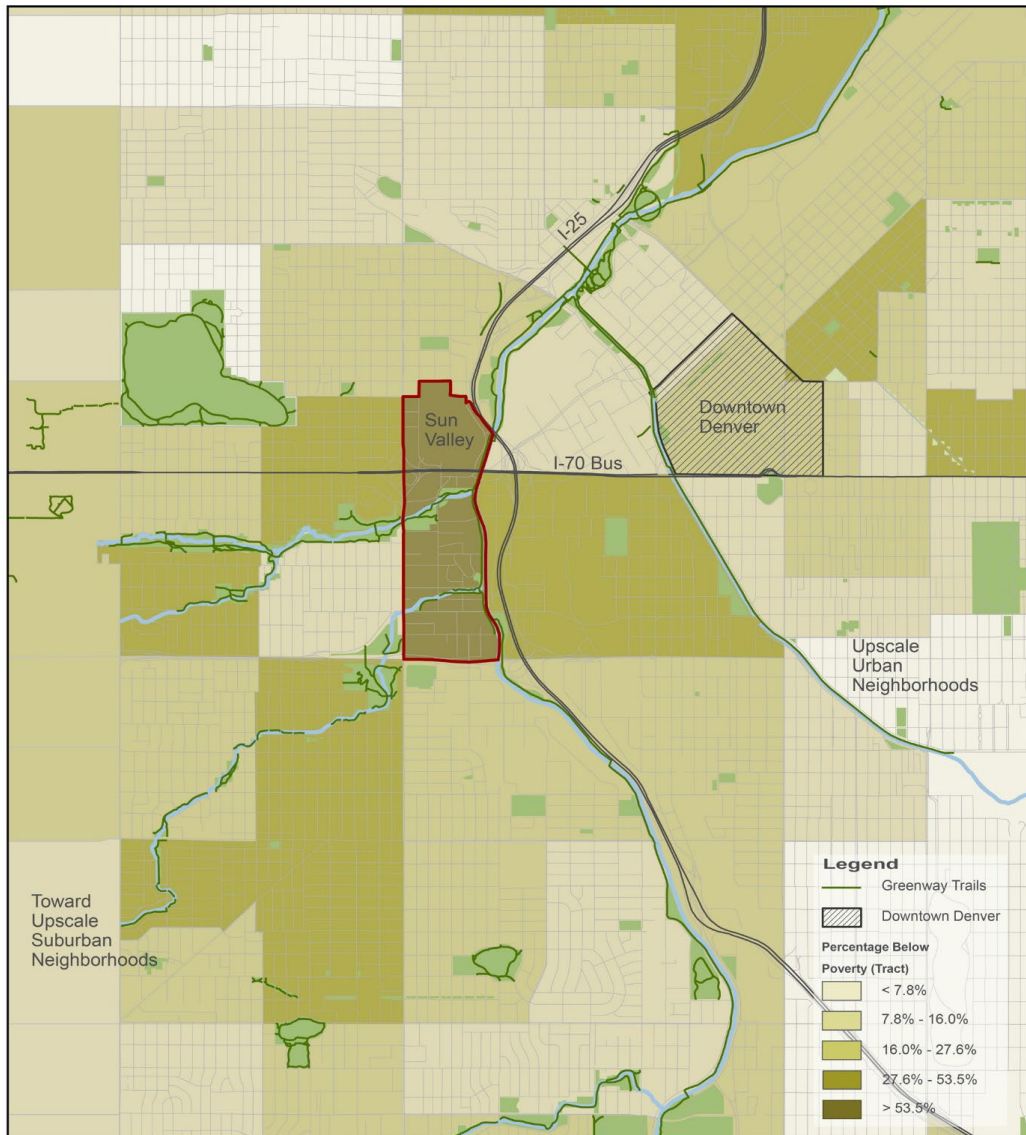 I-25
Sun
Valley
Downtown
Denver
I-70 Bus
Upscale
Urban
Neighborhoods
Toward
Upscale
Suburban
Neighborhoods
Legend
Greenway Trails
Downtown Denver
Percentage Below
Poverty (Tract)
< 7.8%
7.8% - 16.0%
16.0% - 27.6%
27.6% - 53.5%
> 53.5%